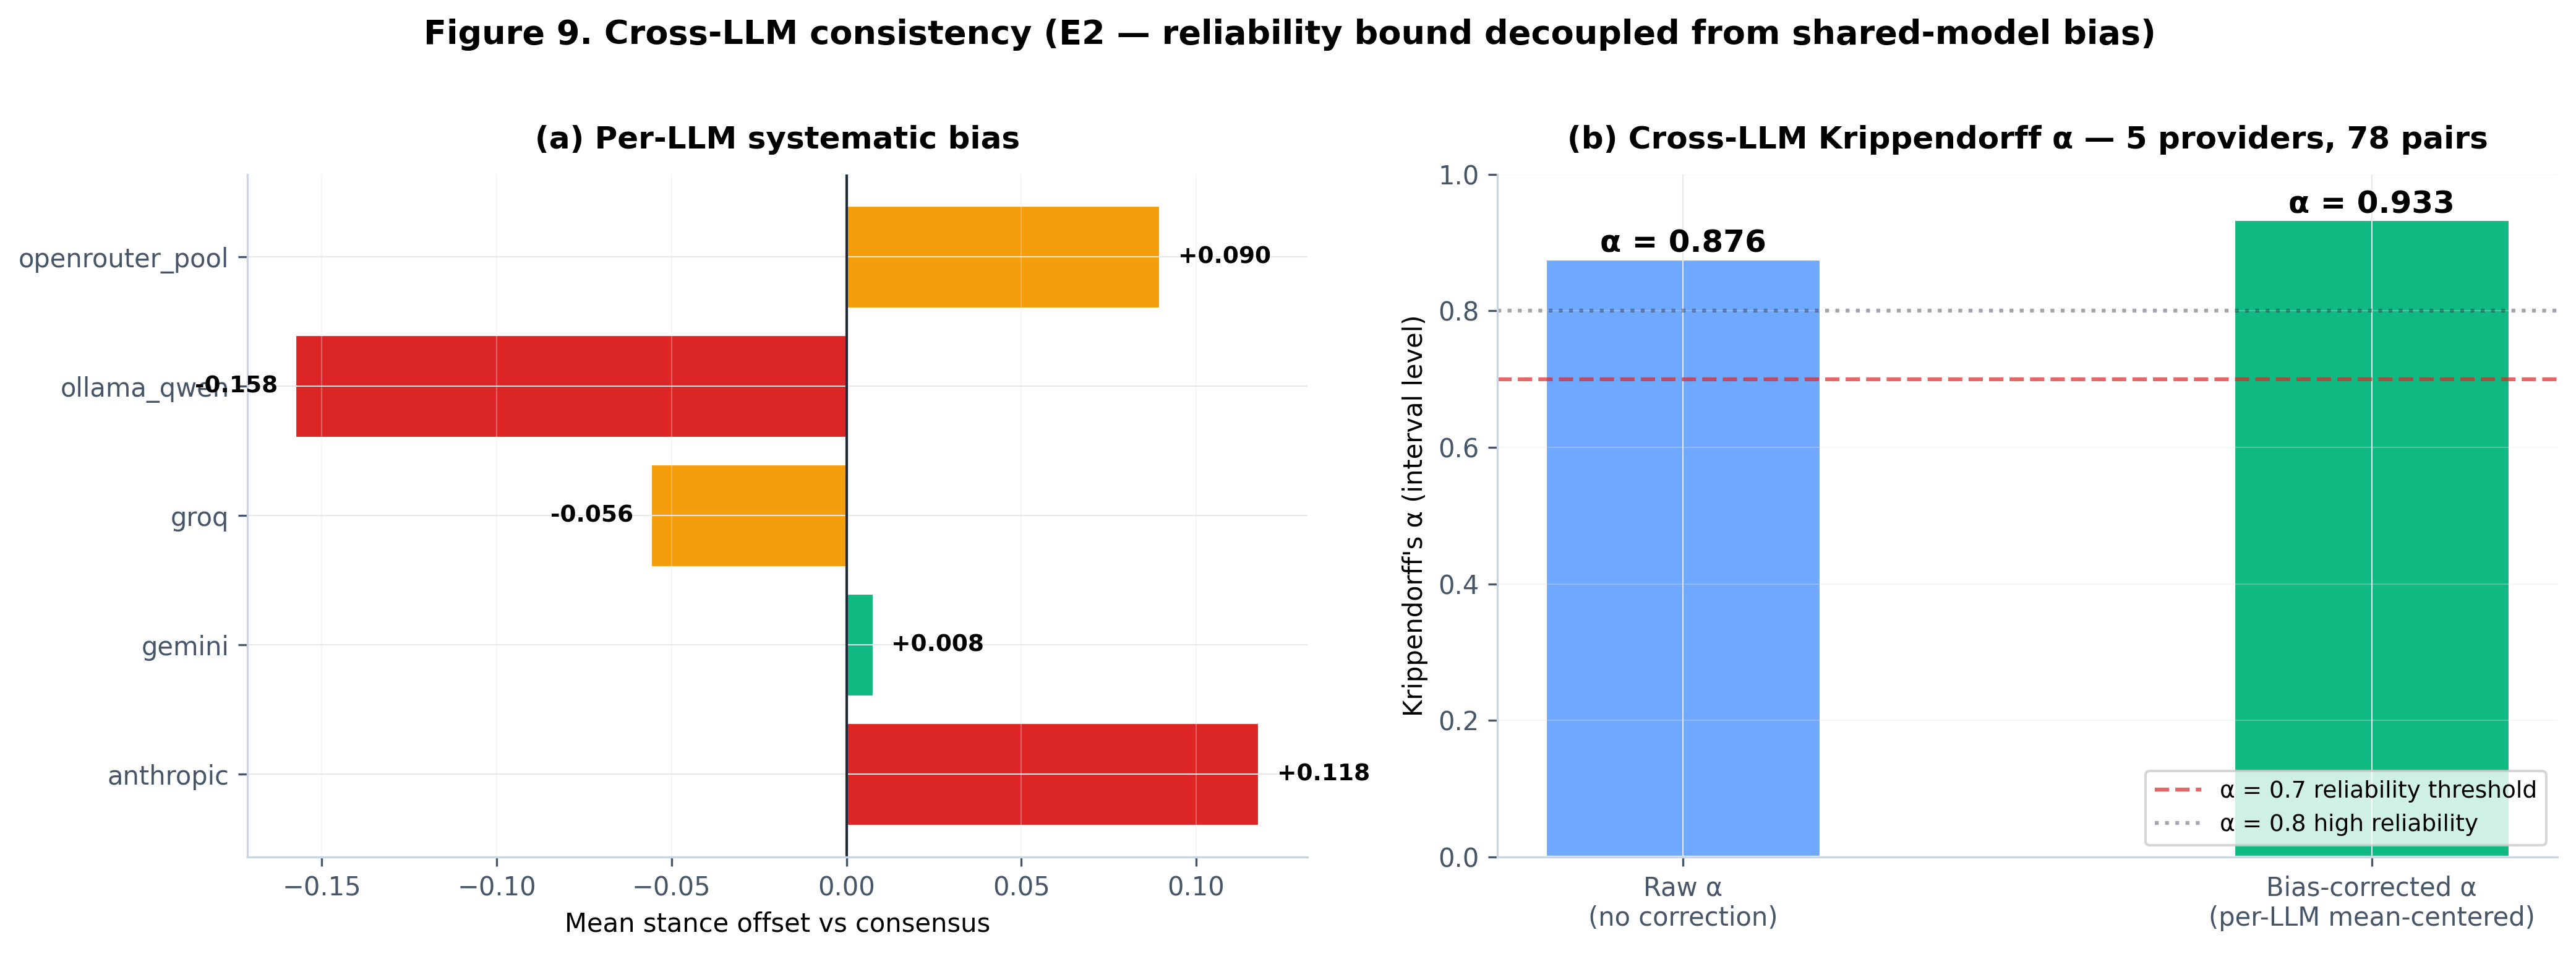 Figure 9. Cross-LLM consistency (E2 — reliability bound decoupled from shared-model bias)
(a) Per-LLM systematic bias
openrouter_pool
+0.090
ollama_qwen
-0.158
groq
-0.056
gemini
+0.008
anthropic
+0.118
−0.15
−0.10
−0.05
0.00
0.05
0.10
Mean stance offset vs consensus
(b) Cross-LLM Krippendorff α — 5 providers, 78 pairs
Krippendorff's α (interval level)
1.0
0.8
0.6
0.4
0.2
0.0
α = 0.876
α = 0.933
α = 0.7 reliability threshold
α = 0.8 high reliability
Raw α
(no correction)
Bias-corrected α
(per-LLM mean-centered)